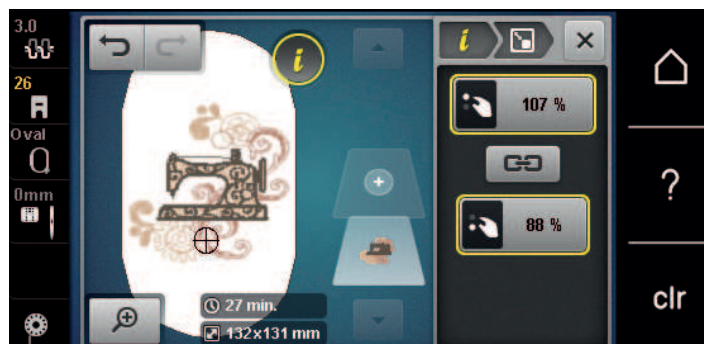 3.0
26
Oval
0mm
i
27 min.
132x131 mm
i
107 %
88 %
?
clr